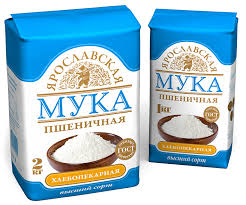 ЯРОСЛАВСКАЯ
МУКА
ПШЕНИЧНАЯ
ГОСТ
2 КГ
ХЛЕБОПЕКАРНАЯ
высший сорт
ЯРОСЛАВСКАЯ
МУКА
ПШЕНИЧНАЯ
1 КГ
ГОСТ
ХЛЕБОПЕКАРНАЯ
высший сорт